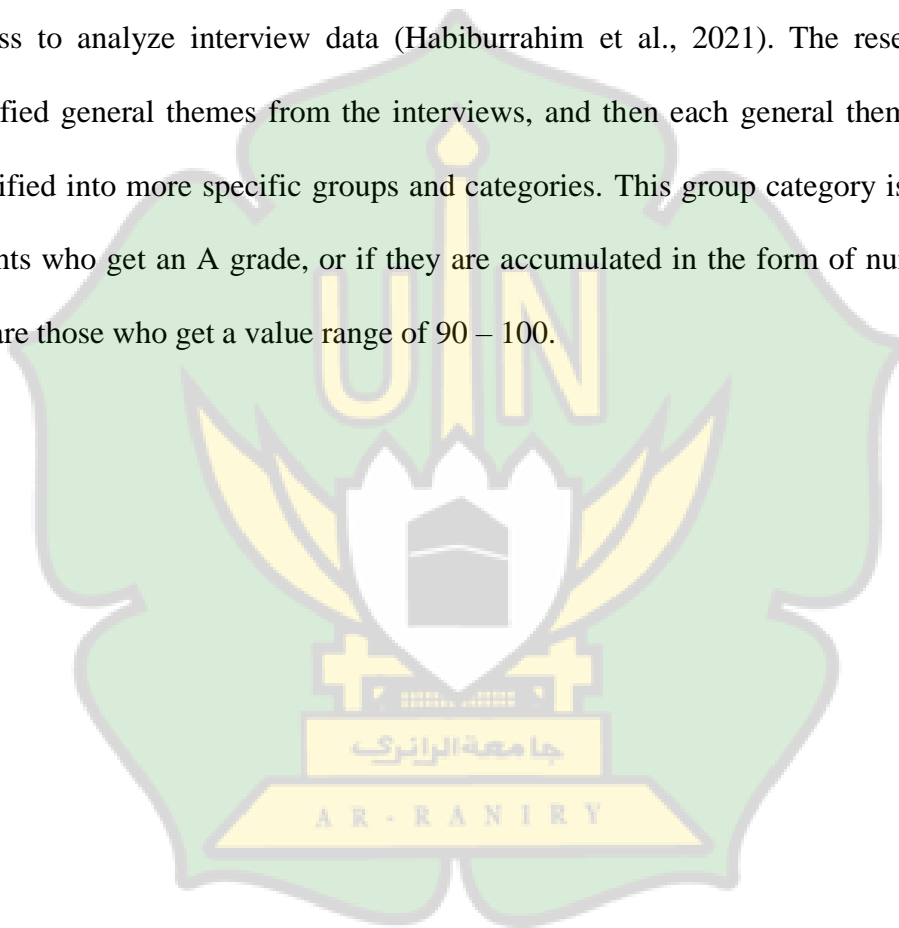 ss to analyze interview data (Habiburrahim et al., 2021). The rese
fied general themes from the interviews, and then each general them
ified into more specific groups and categories. This group category is
nts who get an A grade, or if they are accumulated in the form of nu
are those who get a value range of 90 – 100.
UIN
جامعة الرانري
AR-RANIRY